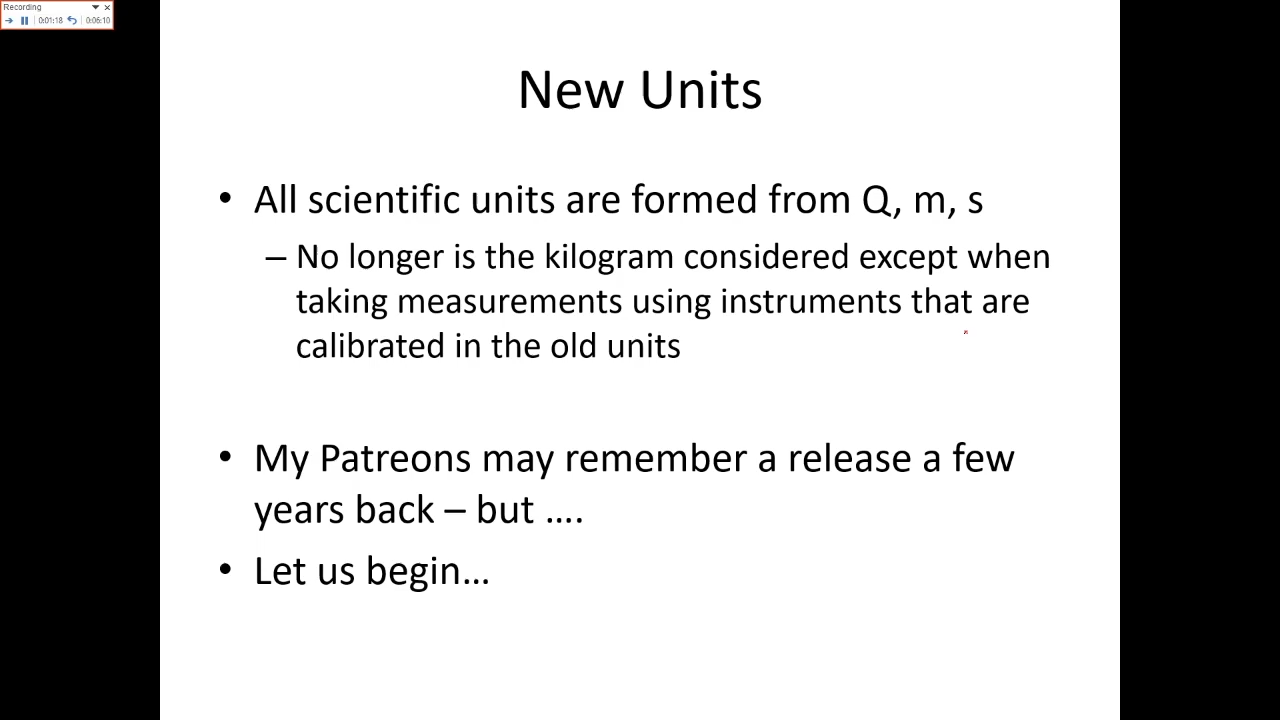 Recording
0:01:18 0:06:10
New Units
• All scientific units are formed from Q, m, s
– No longer is the kilogram considered except when
taking measurements using instruments that are
calibrated in the old units
• My Patreons may remember a release a few
years back – but ….
• Let us begin…